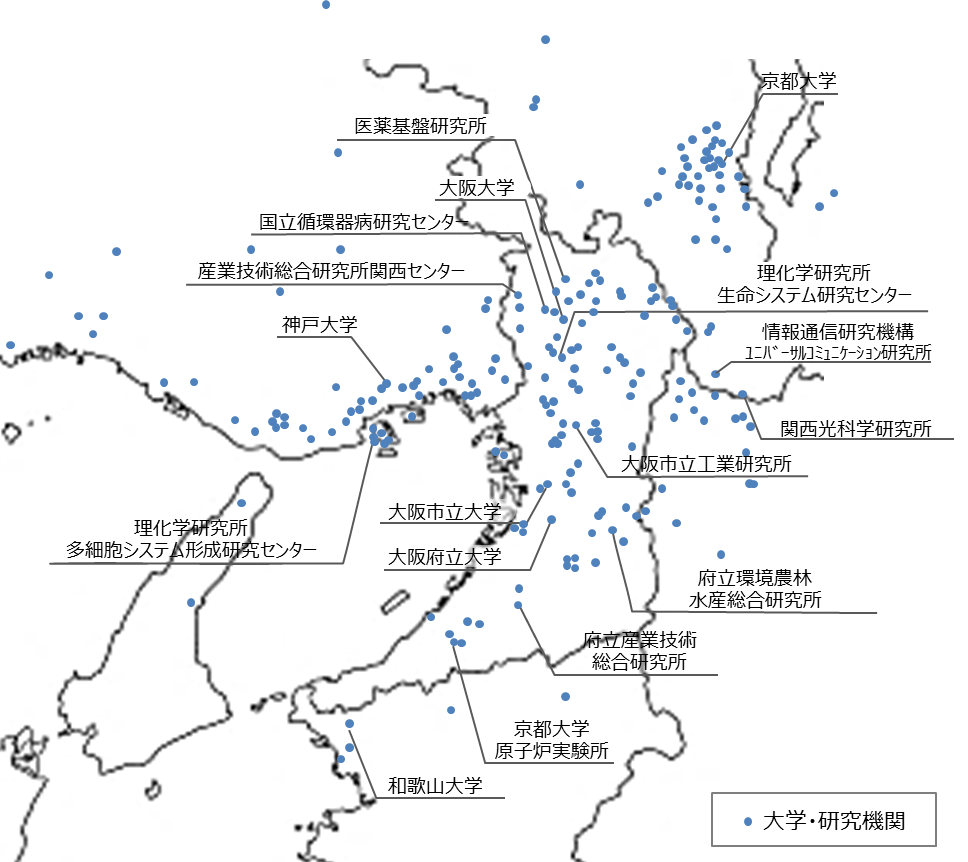 京都大学
医薬基盤研究所
大阪大学
国立循環器病研究センター
産業技術総合研究所関西センター
理化学研究所
生命システム研究センター
神戸大学
情報通信研究機構
ﾕﾆﾊﾞｰｻﾙｺﾐｭﾆｹｰｼｮﾝ研究所
関西光科学研究所
大阪市立工業研究所
大阪市立大学
理化学研究所
多細胞システム形成研究センター
大阪府立大学
府立環境農林
水産総合研究所
府立産業技術
総合研究所
京都大学
原子炉実験所
和歌山大学
大学・研究機関